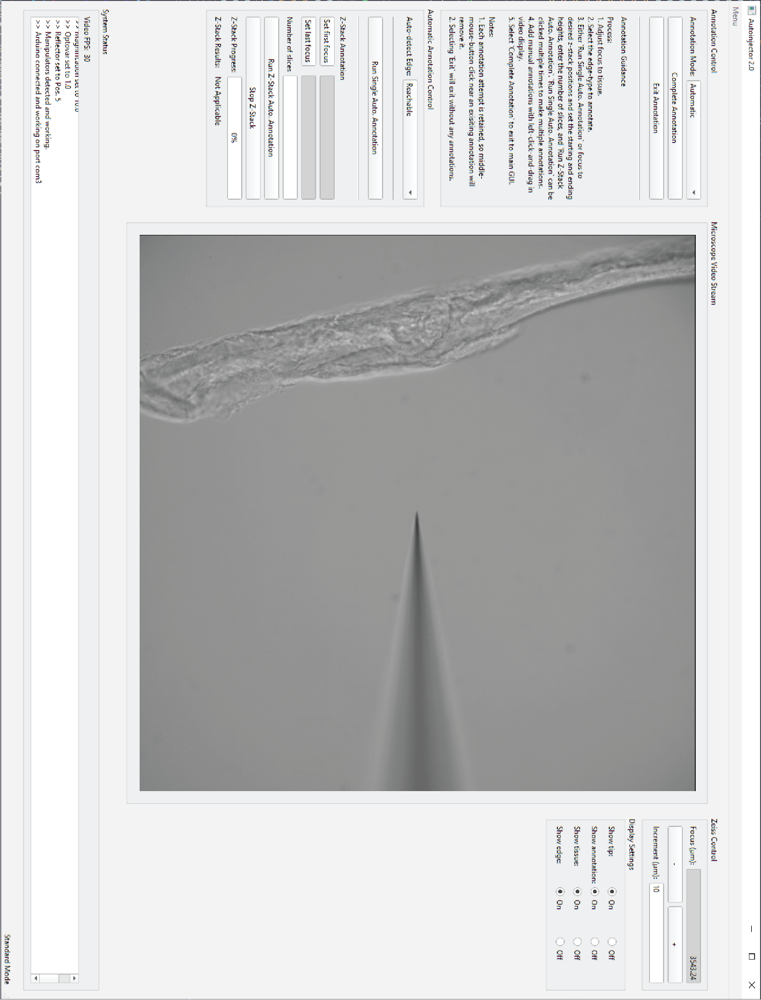 Autoinjector 2.0
Menu
Annotation Control
Annotation Mode: Automatic
Complete Annotation
Exit Annotation
Annotation Guidance
Process:
1. Adjust focus to tissue.
2. Select the edge-type to annotate.
3. Either `Run Single Auto. Annotation` or focus to
desired z-stack positions and set the starting and ending
heights, enter the number of slices, and `Run Z-Stack
Auto. Annotation`. `Run Single Auto. Annotation` can be
clicked multiple times to make multiple annotations.
4. Add manual annotations with left-click-and-drag in
video display.
5. Select `Complete Annotation` to exit to main GUI.
Notes:
1. Each annotation attempt is retained, so middle-
mouse-button click near an exisiting annotation will
remove it.
2. Selecting `Exit` will exit without any annotations.
Automatic Annotation Control
Auto-detect Edge: Reachable
Run Single Auto. Annotation
Z-Stack Annotation
Set first focus
Set last focus
Number of slices
Run Z-Stack Auto. Annotation
Stop Z-Stack
Z-Stack Progress: 0%
Z-Stack Results: Not Applicable
Microscope Video Stream
Zeiss Control
Focus (µm): 3543.24
- +
Increment (µm): 10
Display Settings
Show tip: On Off
Show annotation: On Off
Show tissue: On Off
Show edge: On Off
System Status
Video FPS: 30
>> Magnification set to 10.0
>> Optovar set to 1.0
>> Reflector set to Pos. 5
>> Manipulators detected and working.
>> Arduino connected and working on port com3
Standard Mode